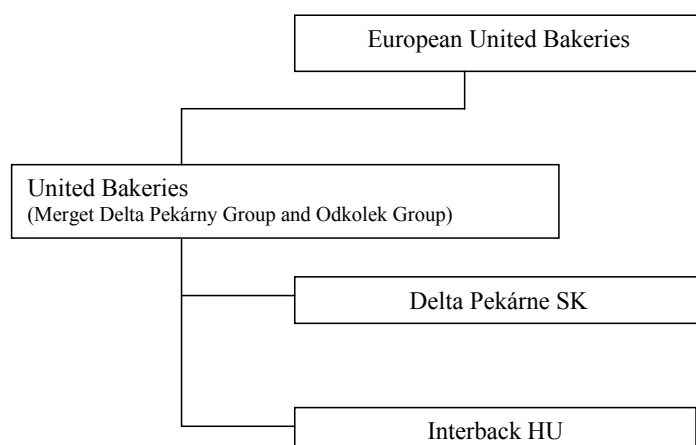 European United Bakeries
United Bakeries
(Merget Delta Pekárny Group and Odkolek Group)
Delta Pekárne SK
Interback HU